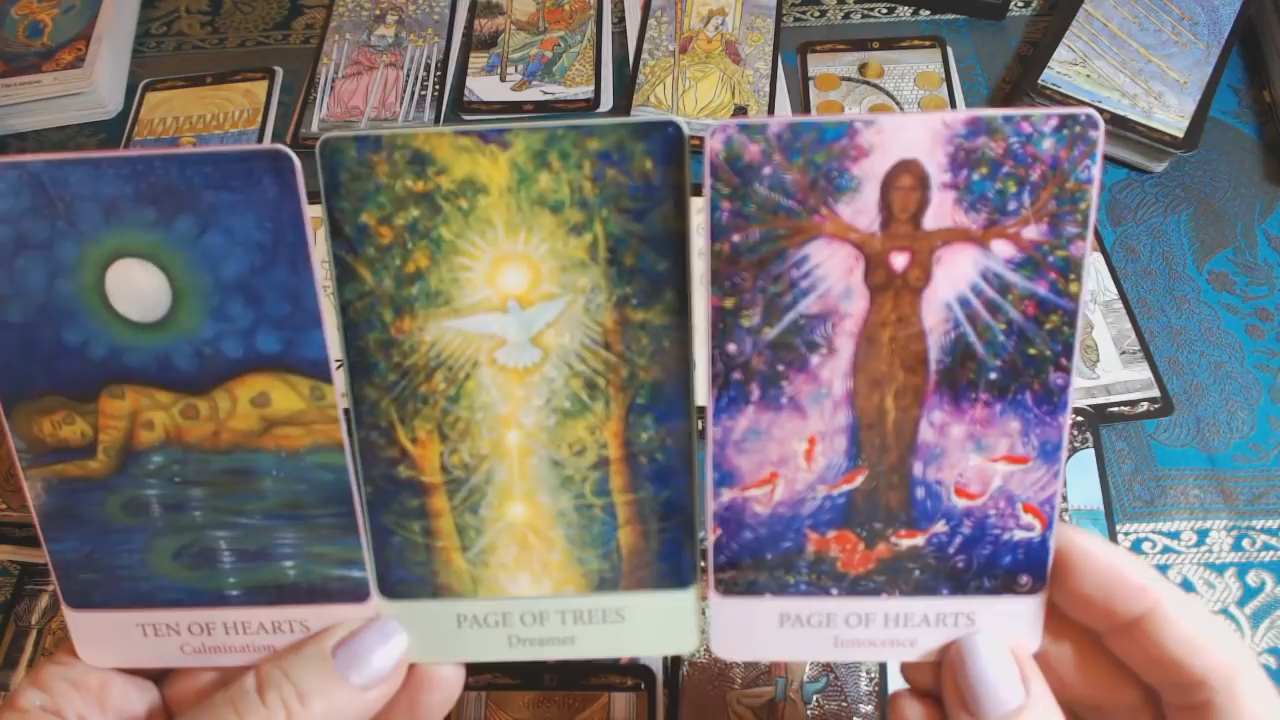 TEN OF HEARTS
Culmination
PAGE OF TREES
Dreamer
PAGE OF HEARTS
Innocence